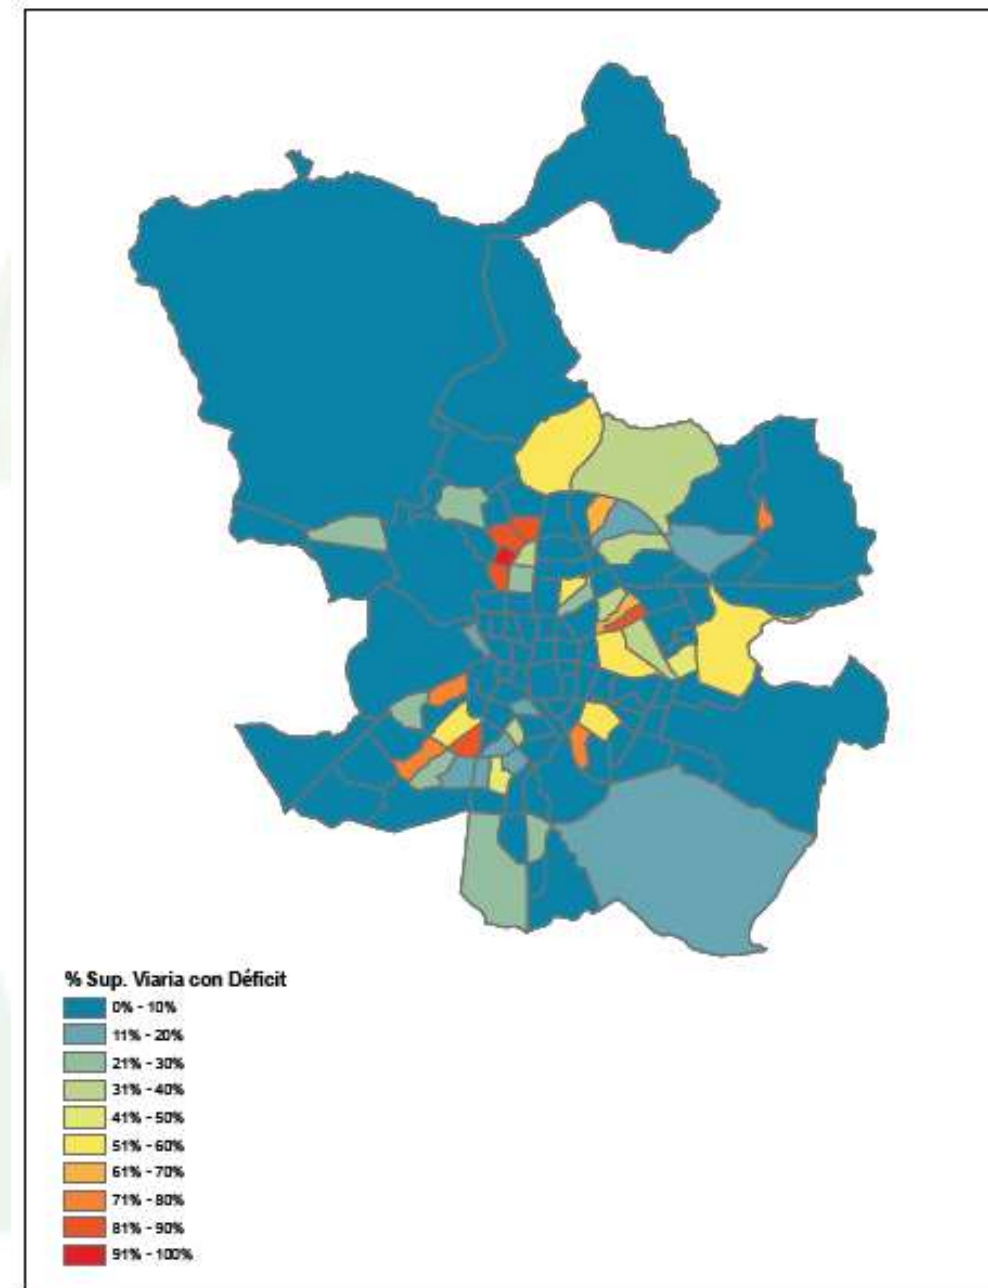 % Sup. Viaria con Déficit
0% - 10%
11% - 20%
21% - 30%
31% - 40%
41% - 50%
51% - 60%
61% - 70%
71% - 80%
81% - 90%
91% - 100%